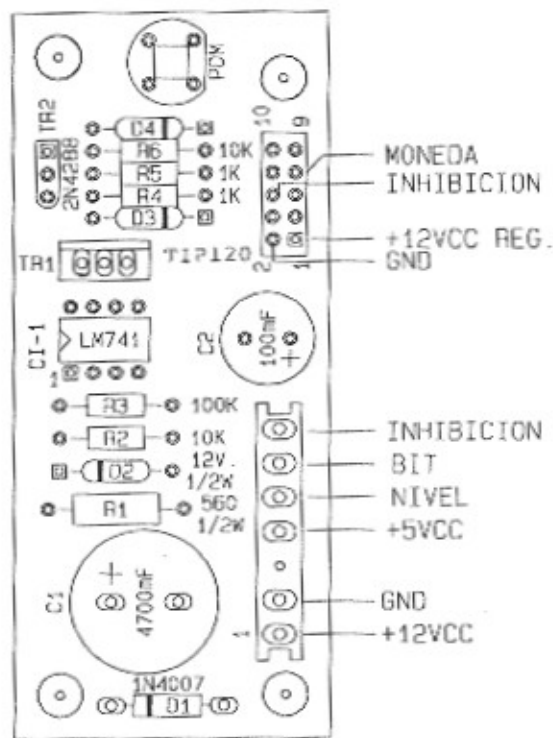 PDM
TR2
2N4288
D4
R6 10K
R5 1K
R4 1K
D3
10
9
MONEDA
INHIBICION
+12VCC REG.
GND
2
1
TR1
TIP120
CI-1
LM741
1
C2
100mF
+
R3 100K
R2 10K
D2 12V.
1/2W
R1 560
1/2W
INHIBICION
BIT
NIVEL
+5VCC
GND
+12VCC
1
C1
+
4700mF
1N4007
D1